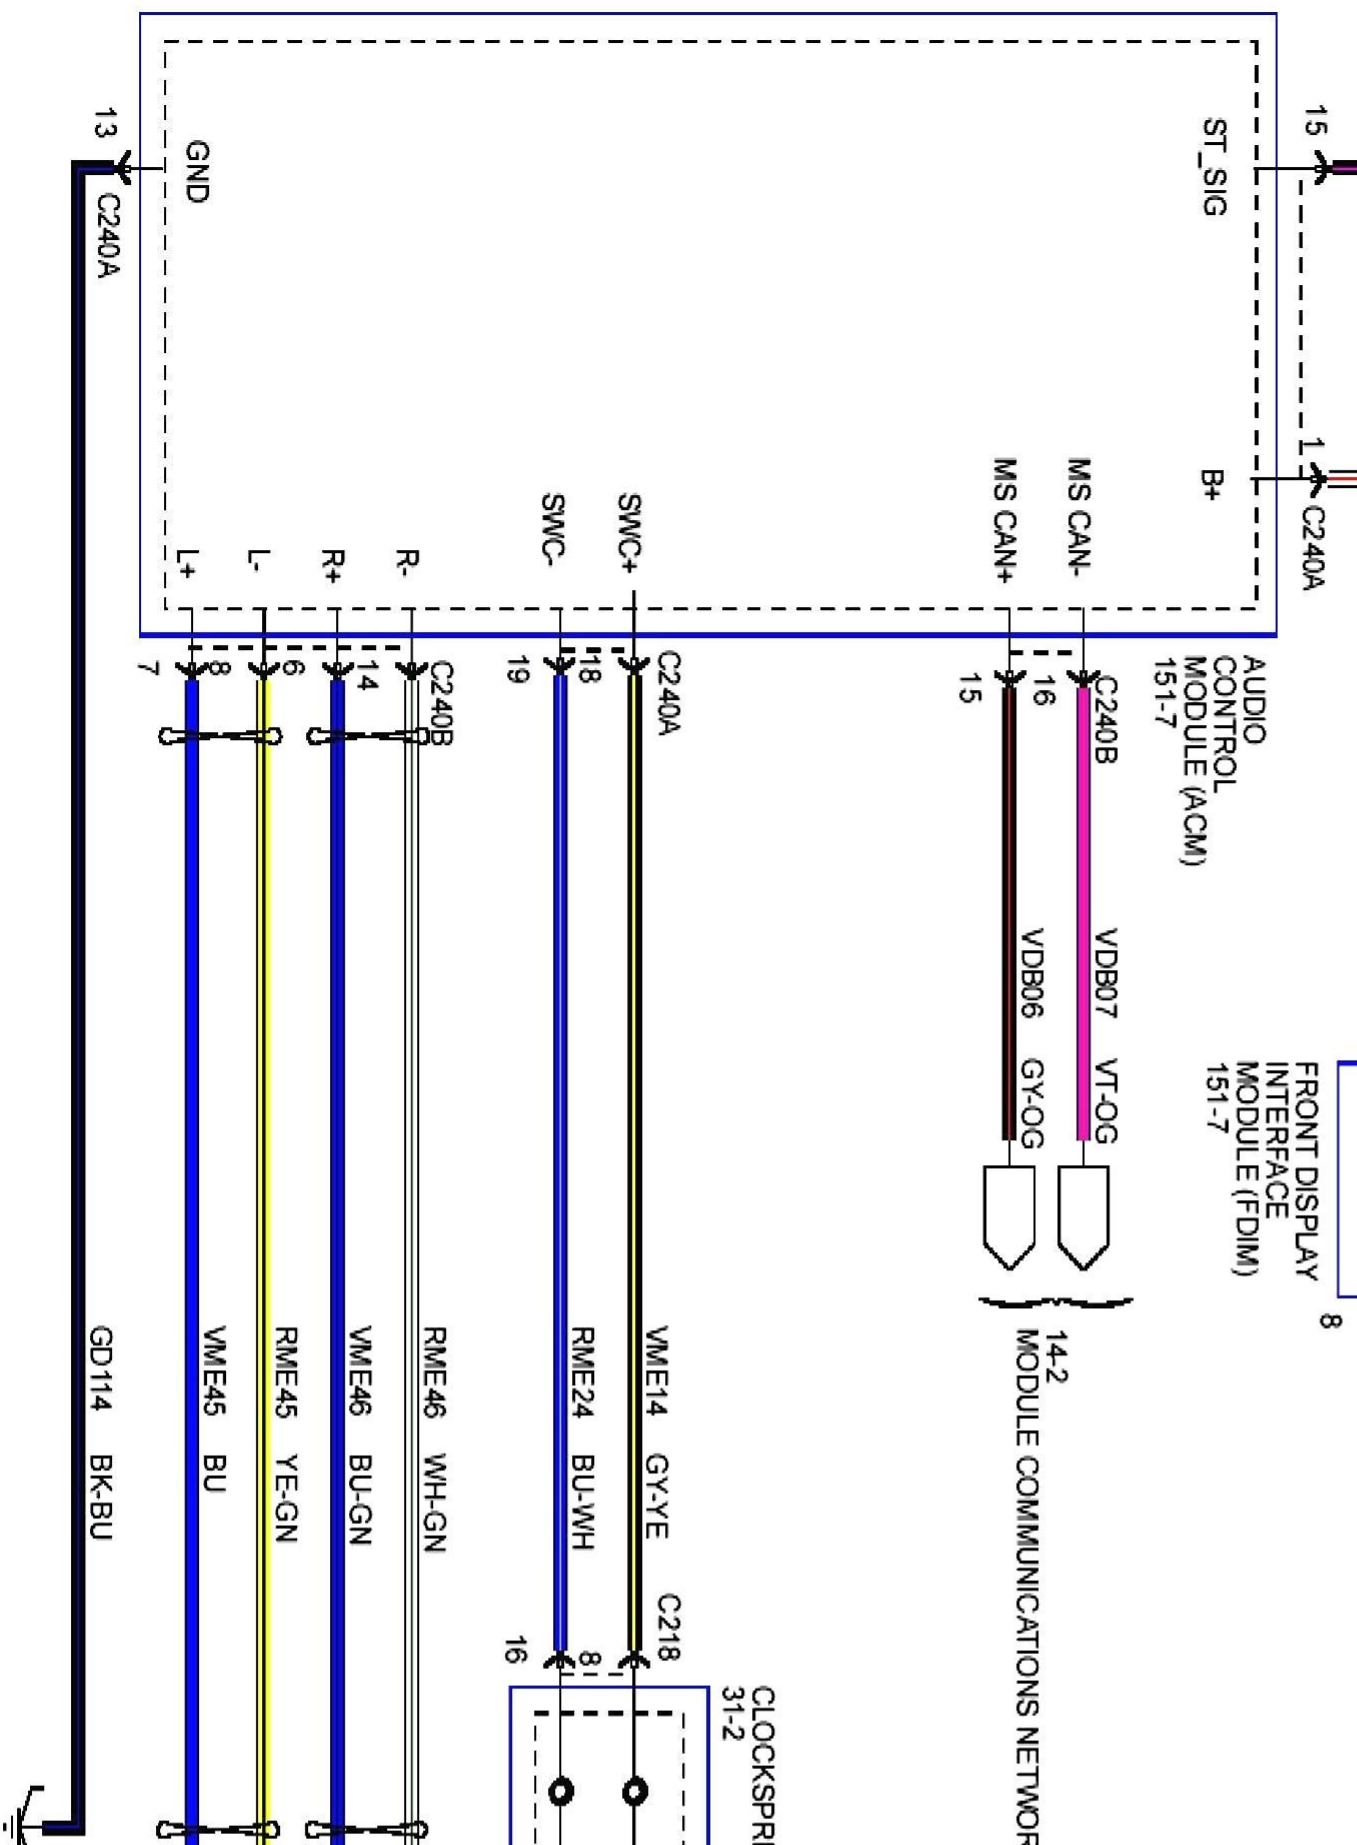 15
ST_SIG
1
B+
C240A
13
GND
C240A
MS CAN-
MS CAN+
SWC+
SWC-
R-
R+
L-
L+
AUDIO
CONTROL
MODULE (ACM)
151-7
C240B
16
15
C240A
18
19
C240B
14
6
8
7
VDB07 VT-OG
VDB06 GY-OG
FRONT DISPLAY
INTERFACE
MODULE (FDIM)
151-7
8
14-2
MODULE COMMUNICATIONS
VME14 GY-YE
RME24 BU-WH
RME46 WH-GN
VME46 BU-GN
RME45 YE-GN
VME45 BU
GD114 BK-BU
C218
8
16
31-2